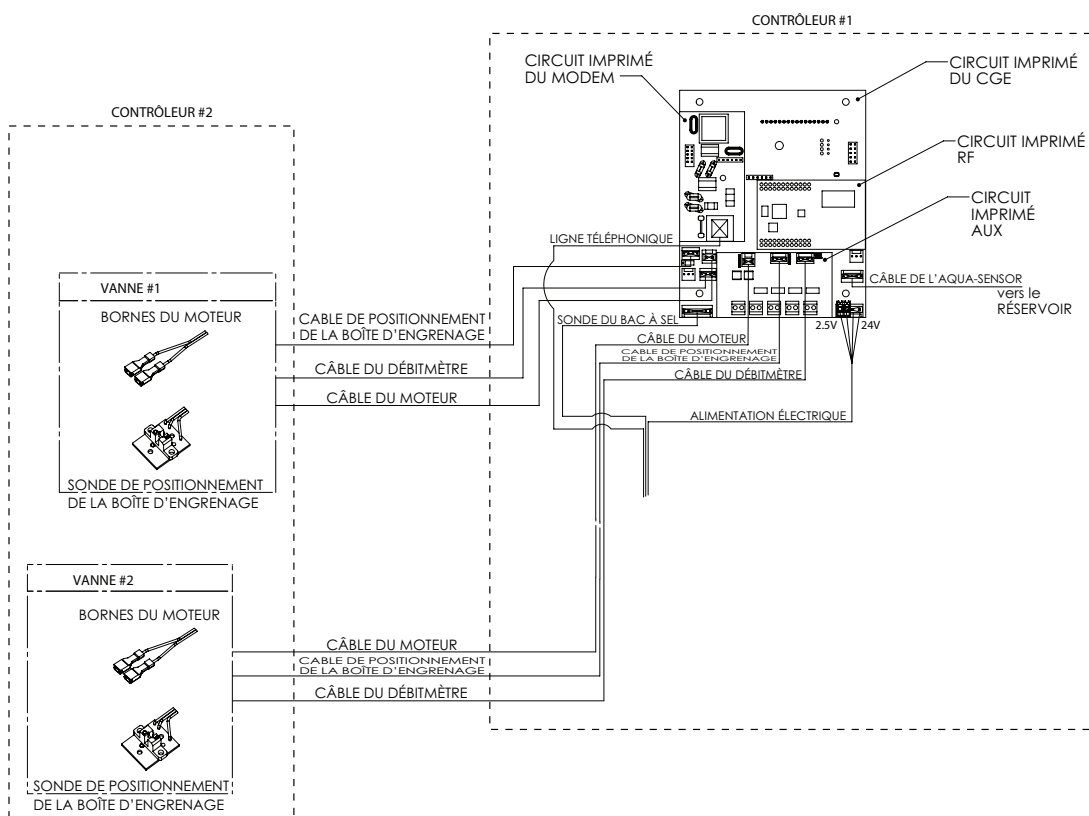 CONTRÔLEUR #1
CIRCUIT IMPRIMÉ
DU MODEM
CIRCUIT IMPRIMÉ
DU CGE
CIRCUIT IMPRIMÉ
RF
CIRCUIT
IMPRIMÉ
AUX
LIGNE TÉLÉPHONIQUE
CÂBLE DE L'AQUA-SENSOR
vers le
RÉSERVOIR
SONDE DU BAC À SEL
2.5V
24V
CÂBLE DU MOTEUR
CABLE DE POSITIONNEMENT
DE LA BOÎTE D'ENGRENAGE
CÂBLE DU DÉBITMÈTRE
ALIMENTATION ÉLECTRIQUE
CONTRÔLEUR #2
VANNE #1
BORNES DU MOTEUR
SONDE DE POSITIONNEMENT
DE LA BOÎTE D'ENGRENAGE
CABLE DE POSITIONNEMENT
DE LA BOÎTE D'ENGRENAGE
CÂBLE DU DÉBITMÈTRE
CÂBLE DU MOTEUR
VANNE #2
BORNES DU MOTEUR
SONDE DE POSITIONNEMENT
DE LA BOÎTE D'ENGRENAGE
CÂBLE DU MOTEUR
CABLE DE POSITIONNEMENT
DE LA BOÎTE D'ENGRENAGE
CÂBLE DU DÉBITMÈTRE